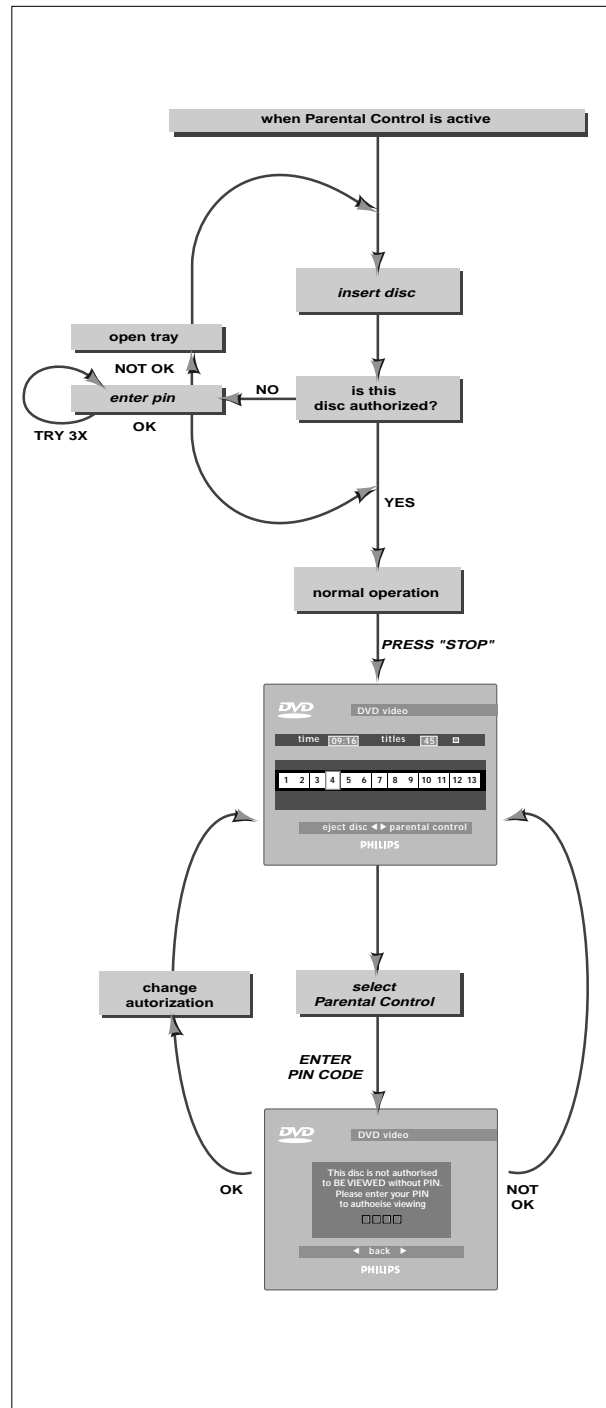 when Parental Control is active
insert disc
open tray
NOT OK
enter pin
NO
is this
disc authorized?
TRY 3X
OK
YES
normal operation
PRESS "STOP"
DVD
DVD video
time 09:16 titles 45
1 2 3 4 5 6 7 8 9 10 11 12 13
eject disc ◀ ▶ parental control
PHILIPS
change
autorization
select
Parental Control
ENTER
PIN CODE
DVD
DVD video
This disc is not authorised
to BE VIEWED without PIN.
Please enter your PIN
to authoeise viewing
OK
NOT
OK
◀ back ▶
PHILIPS